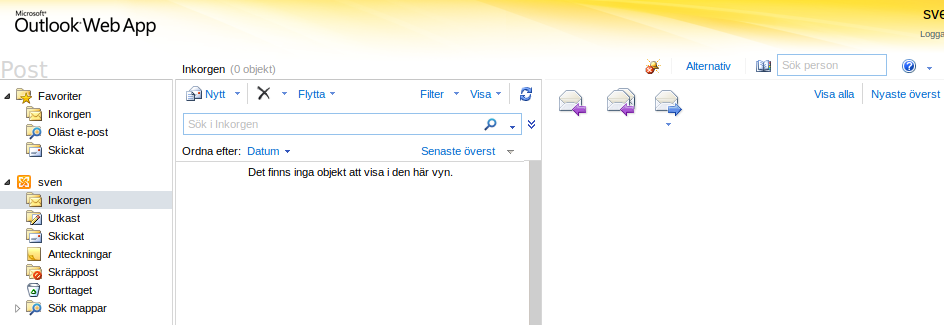 Microsoft®
Outlook Web App
sve
Logga
Post
Inkorgen (0 objekt)
Alternativ
Sök person
Favoriter
Inkorgen
Oläst e-post
Skickat
sven
Inkorgen
Utkast
Skickat
Anteckningar
Skräppost
Borttaget
Sök mappar
Nytt
Flytta
Filter
Visa
Sök i Inkorgen
Ordna efter: Datum
Senaste överst
Det finns inga objekt att visa i den här vyn.
Visa alla
Nyaste överst